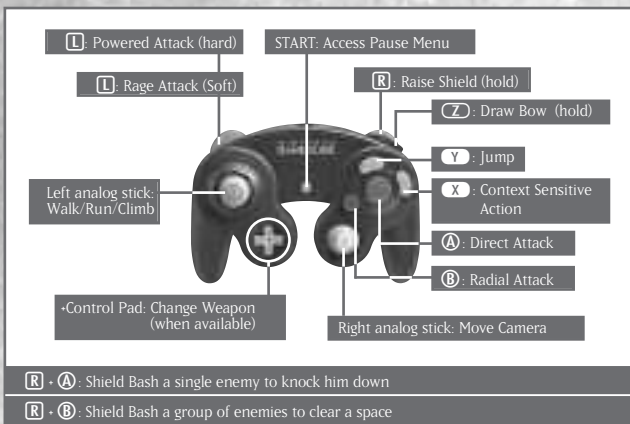 L: Powered Attack (hard)
START: Access Pause Menu
L: Rage Attack (Soft)
R: Raise Shield (hold)
Z: Draw Bow (hold)
Y: Jump
X: Context Sensitive
Action
Left analog stick:
Walk/Run/Climb
A: Direct Attack
B: Radial Attack
+Control Pad: Change Weapon
(when available)
Right analog stick: Move Camera
R + A: Shield Bash a single enemy to knock him down
R + B: Shield Bash a group of enemies to clear a space